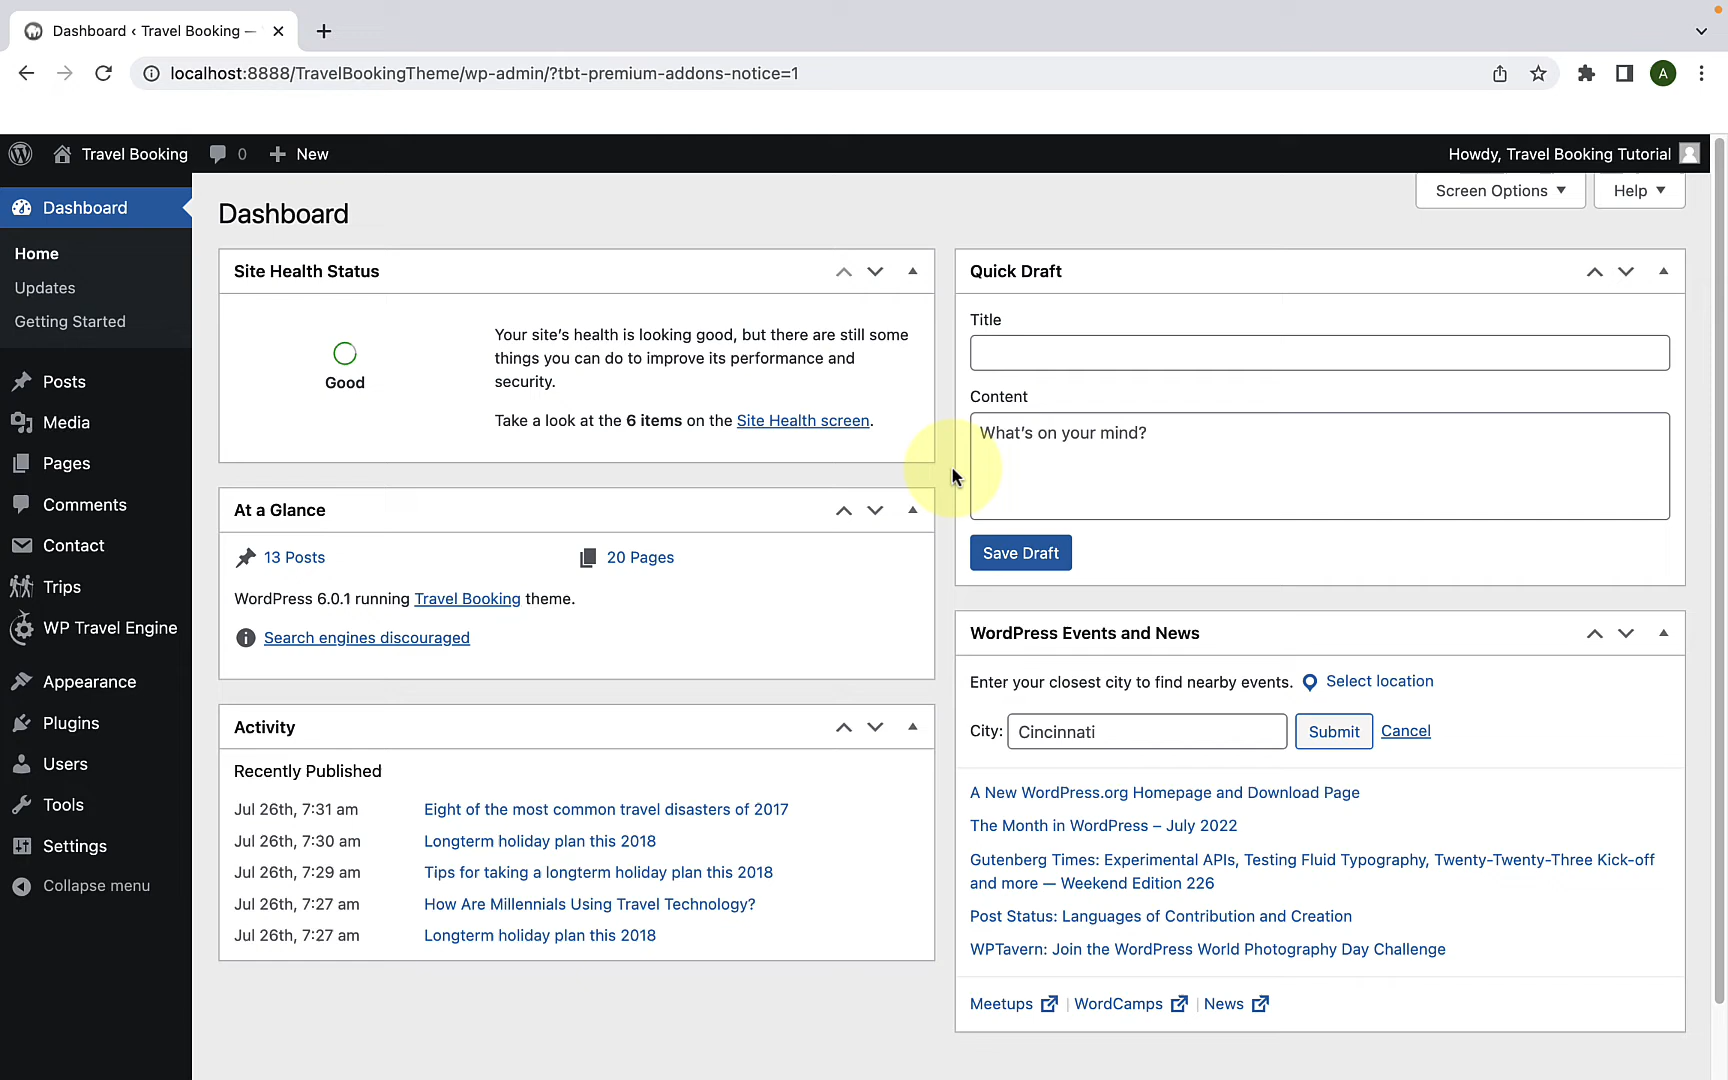 Dashboard ‹ Travel Booking —
localhost:8888/TravelBookingTheme/wp-admin/?tbt-premium-addons-notice=1
A
Travel Booking
0
New
Howdy, Travel Booking Tutorial
Screen Options
Help
Dashboard
Home
Updates
Getting Started
Posts
Media
Pages
Comments
Contact
Trips
WP Travel Engine
Appearance
Plugins
Users
Tools
Settings
Collapse menu
Dashboard
Site Health Status
Good
Your site’s health is looking good, but there are still some
things you can do to improve its performance and
security.
Take a look at the 6 items on the Site Health screen.
At a Glance
13 Posts
20 Pages
WordPress 6.0.1 running Travel Booking theme.
Search engines discouraged
Activity
Recently Published
Jul 26th, 7:31 am Eight of the most common travel disasters of 2017
Jul 26th, 7:30 am Longterm holiday plan this 2018
Jul 26th, 7:29 am Tips for taking a longterm holiday plan this 2018
Jul 26th, 7:27 am How Are Millennials Using Travel Technology?
Jul 26th, 7:27 am Longterm holiday plan this 2018
Quick Draft
Title
Content
What’s on your mind?
Save Draft
WordPress Events and News
Enter your closest city to find nearby events. Select location
City: Cincinnati Submit Cancel
A New WordPress.org Homepage and Download Page
The Month in WordPress – July 2022
Gutenberg Times: Experimental APIs, Testing Fluid Typography, Twenty-Twenty-Three Kick-off
and more — Weekend Edition 226
Post Status: Languages of Contribution and Creation
WPTavern: Join the WordPress World Photography Day Challenge
Meetups | WordCamps | News